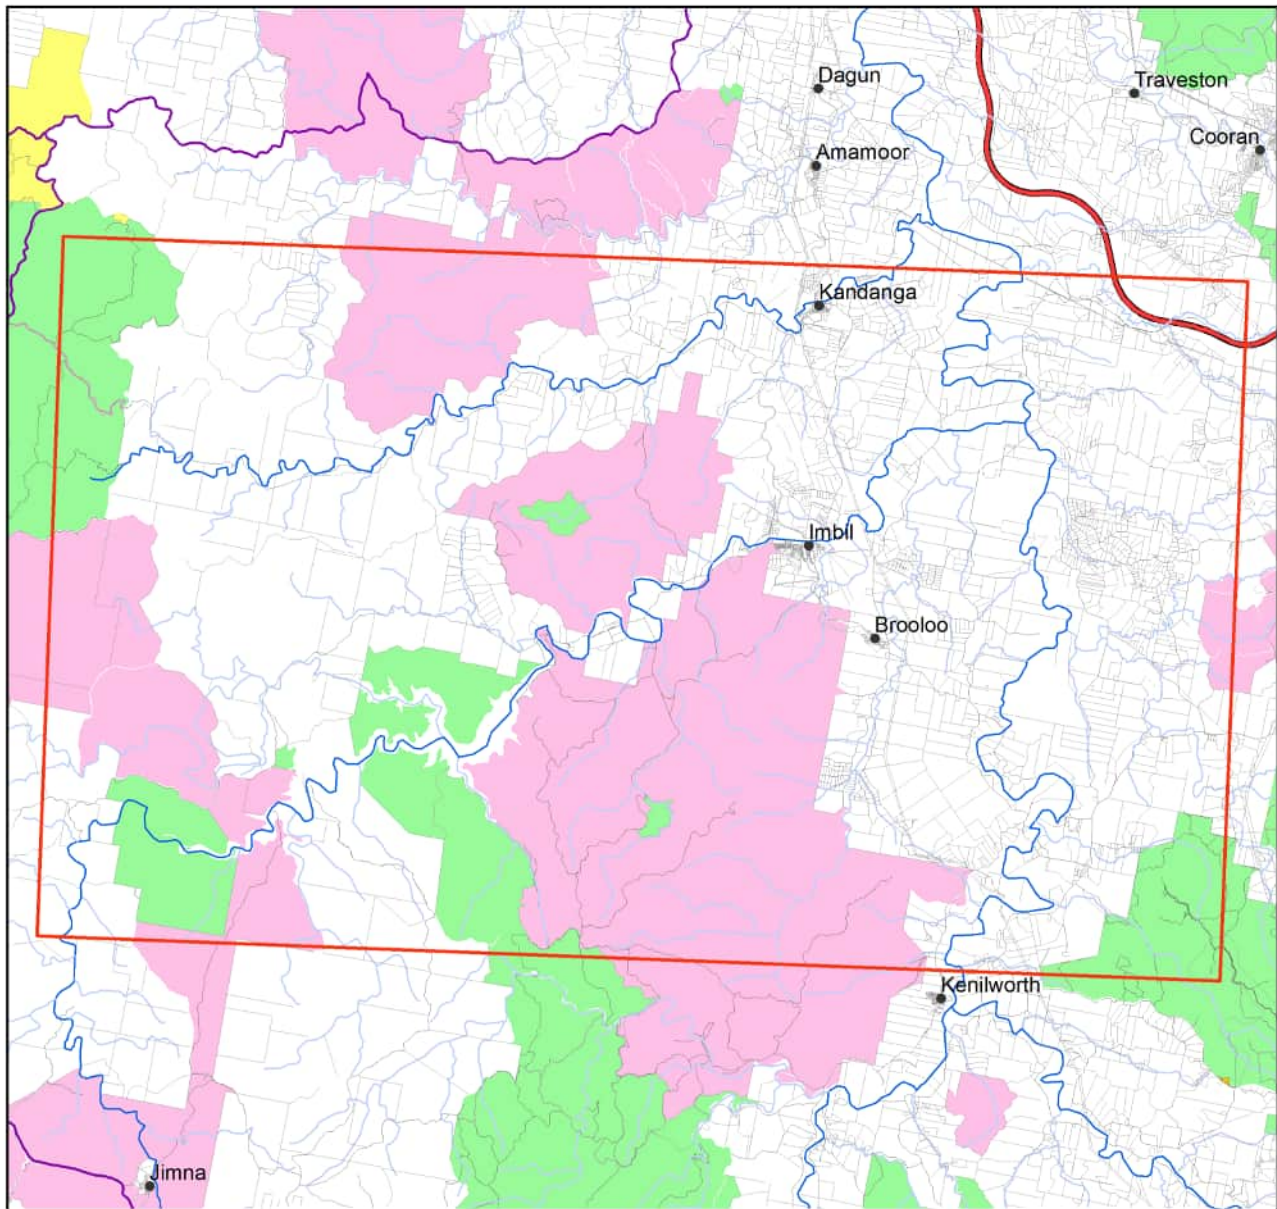 Dagun
Traveston
Cooran
Amamoor
Kandanga
Imbil
Brooloo
Kenilworth
Jimna